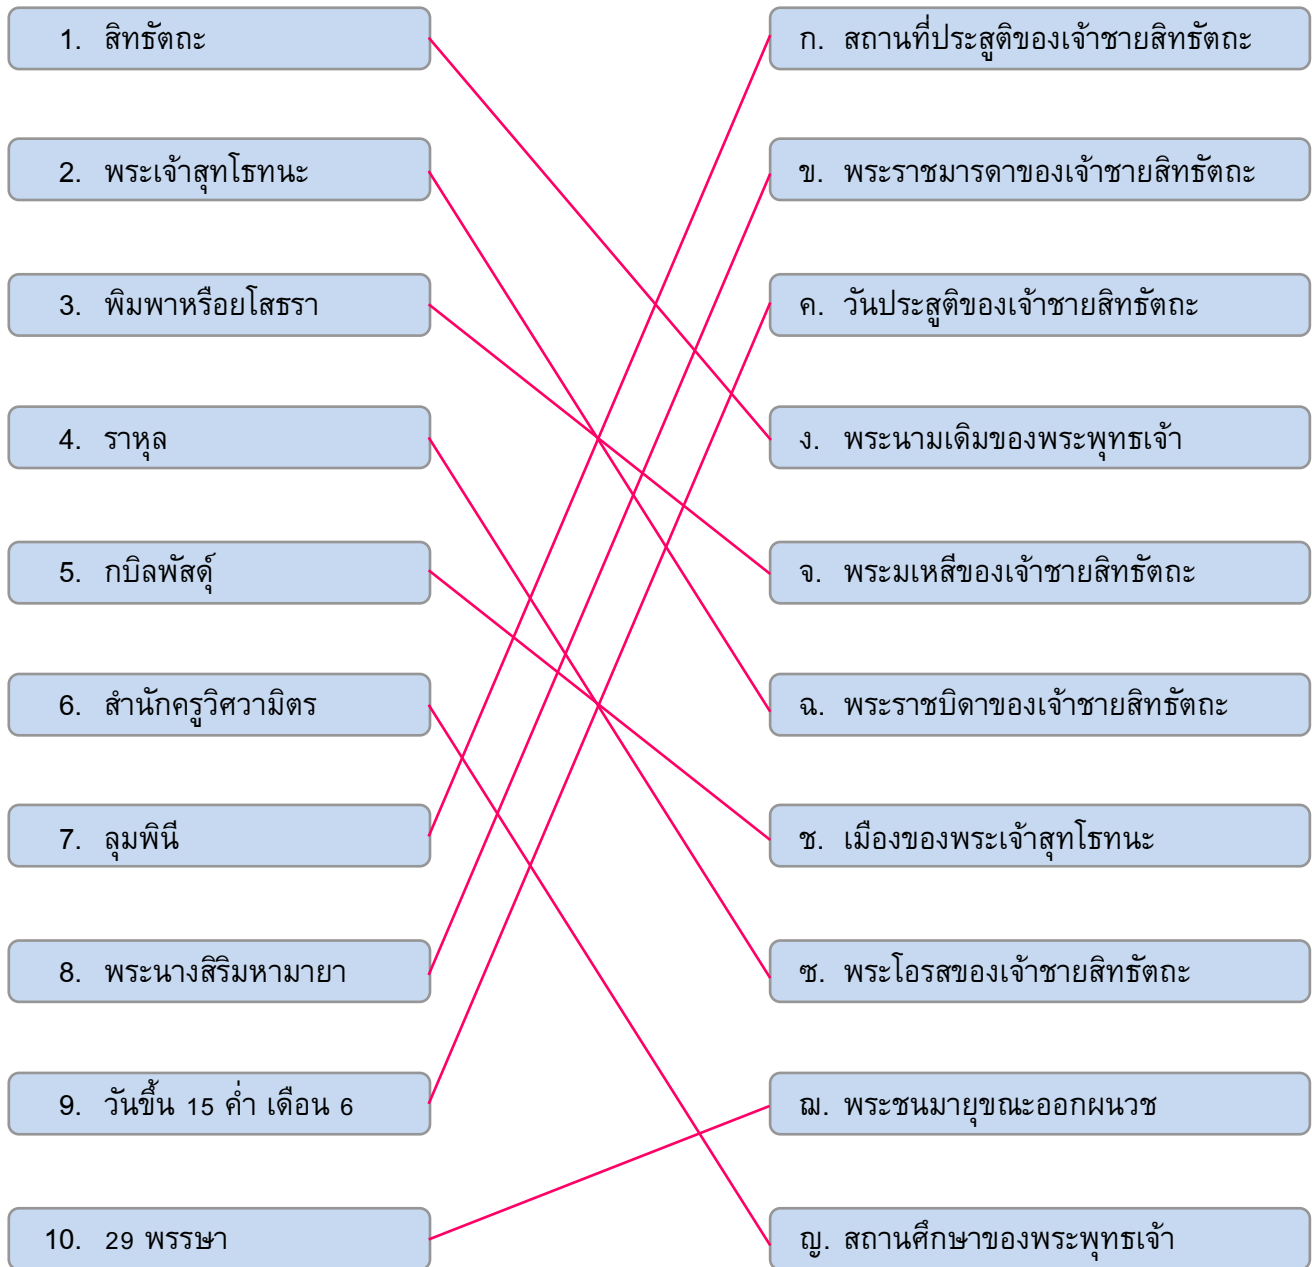 1. สิทธัตถะ
ก. สถานที่ประสูติของเจ้าชายสิทธัตถะ
2. พระเจ้าสุทโธทนะ
ข. พระราชมารดาของเจ้าชายสิทธัตถะ
3. พิมพาหรือยโสธรา
ค. วันประสูติของเจ้าชายสิทธัตถะ
4. ราหุล
ง. พระนามเดิมของพระพุทธเจ้า
5. กบิลพัสดุ์
จ. พระมเหสีของเจ้าชายสิทธัตถะ
6. สำนักครูวิศวามิตร
ฉ. พระราชบิดาของเจ้าชายสิทธัตถะ
7. ลุมพินี
ช. เมืองของพระเจ้าสุทโธทนะ
8. พระนางสิริมหามายา
ซ. พระโอรสของเจ้าชายสิทธัตถะ
9. วันขึ้น 15 ค่ำ เดือน 6
ฌ. พระชนมายุขณะออกผนวช
10. 29 พรรษา
ญ. สถานศึกษาของพระพุทธเจ้า